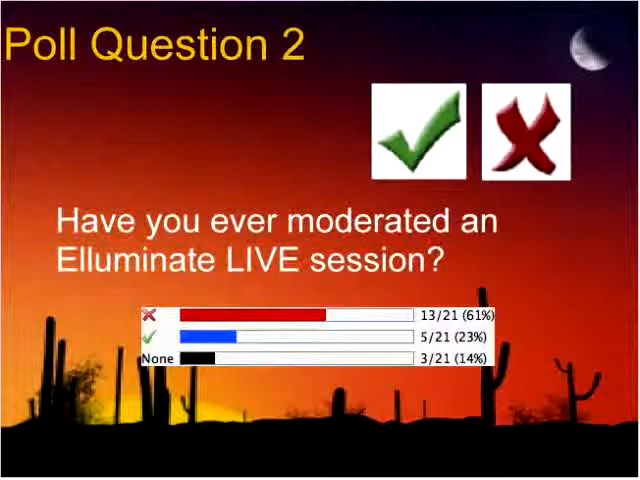 Poll Question 2
Have you ever moderated an
Elluminate LIVE session?
13/21 (61%)
5/21 (23%)
None 3/21 (14%)